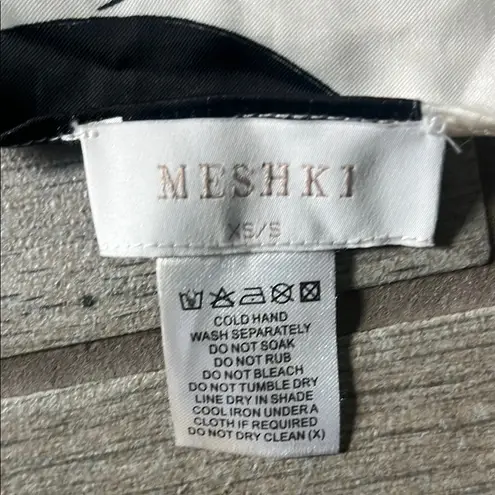 MESHKI
XS/S
COLD HAND
WASH SEPARATELY
DO NOT SOAK
DO NOT RUB
DO NOT BLEACH
DO NOT TUMBLE DRY
LINE DRY IN SHADE
COOL IRON UNDER A
CLOTH IF REQUIRED
DO NOT DRY CLEAN (X)